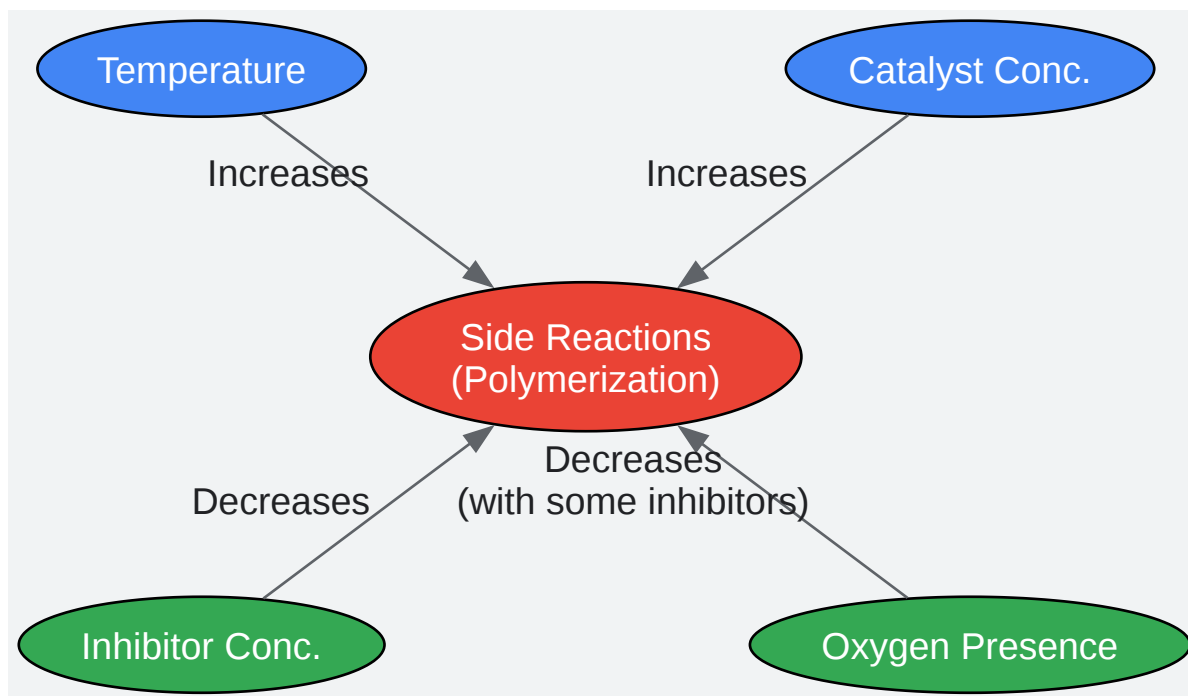 Temperature
Catalyst Conc.
Increases
Increases
Side Reactions
(Polymerization)
Decreases
(with some inhibitors)
Decreases
Inhibitor Conc.
Oxygen Presence